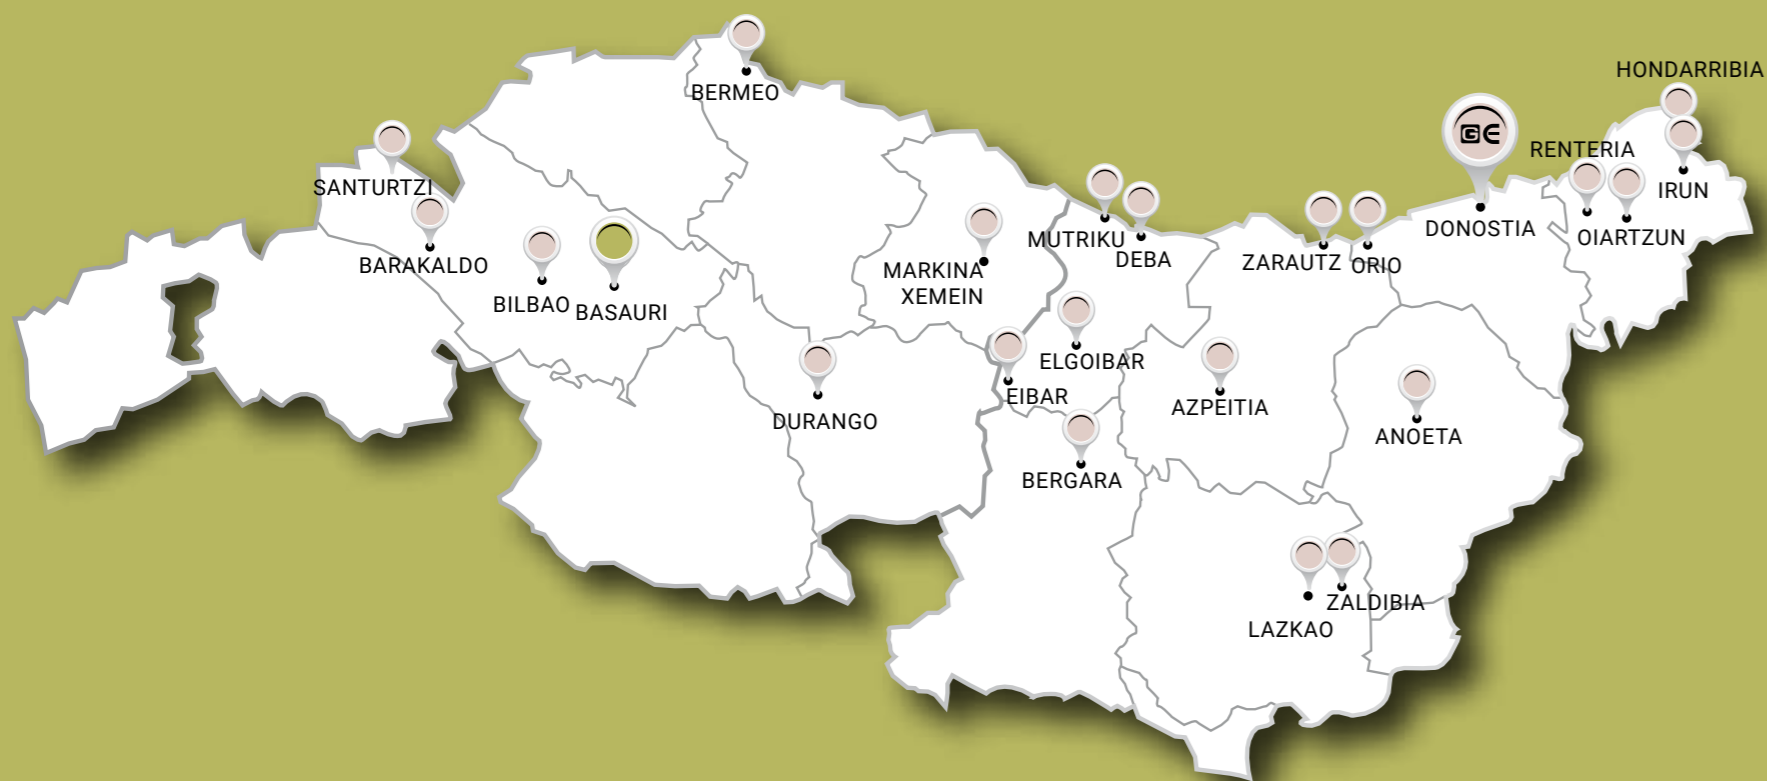 HONDARRIBIA
BERMEO
GE
RENTERIA
SANTURTZI
IRUN
DONOSTIA
OIARTZUN
MUTRIKU
DEBA
ZARAUTZ
ORIO
BARAKALDO
MARKINA
XEMEIN
BILBAO
BASAURI
ELGOIBAR
EIBAR
AZPEITIA
DURANGO
ANOETA
BERGARA
ZALDIBIA
LAZKAO